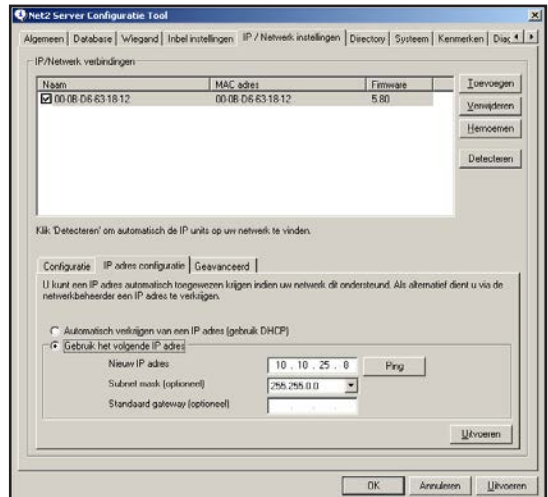 Net2 Server Configuratie Tool
Algemeen Database Wiegand Inbel instellingen IP / Netwerk instellingen Directory Systeem Kenmerken
IP/Netwerk verbindingen
Naam MAC adres Firmware
00-0B-D6-63-18-12 00-0B-D6-63-18-12 5.80
Toevoegen
Verwijderen
Hernoemen
Detecteren
Klik 'Detecteren' om automatisch de IP units op uw netwerk te vinden.
Configuratie IP adres configuratie Geavanceerd
U kunt een IP adres automatisch toegewezen krijgen indien uw netwerk dit ondersteund. Als alternatief dient u via de
netwerkbeheerder een IP adres te verkrijgen.
Automatisch verkrijgen van een IP adres (gebruik DHCP)
Gebruik het volgende IP adres
Nieuw IP adres 10 . 10 . 25 . 8 Ping
Subnet mask (optioneel) 255.255.0.0
Standaard gateway (optioneel)
Uitvoeren
OK Annuleren Uitvoeren